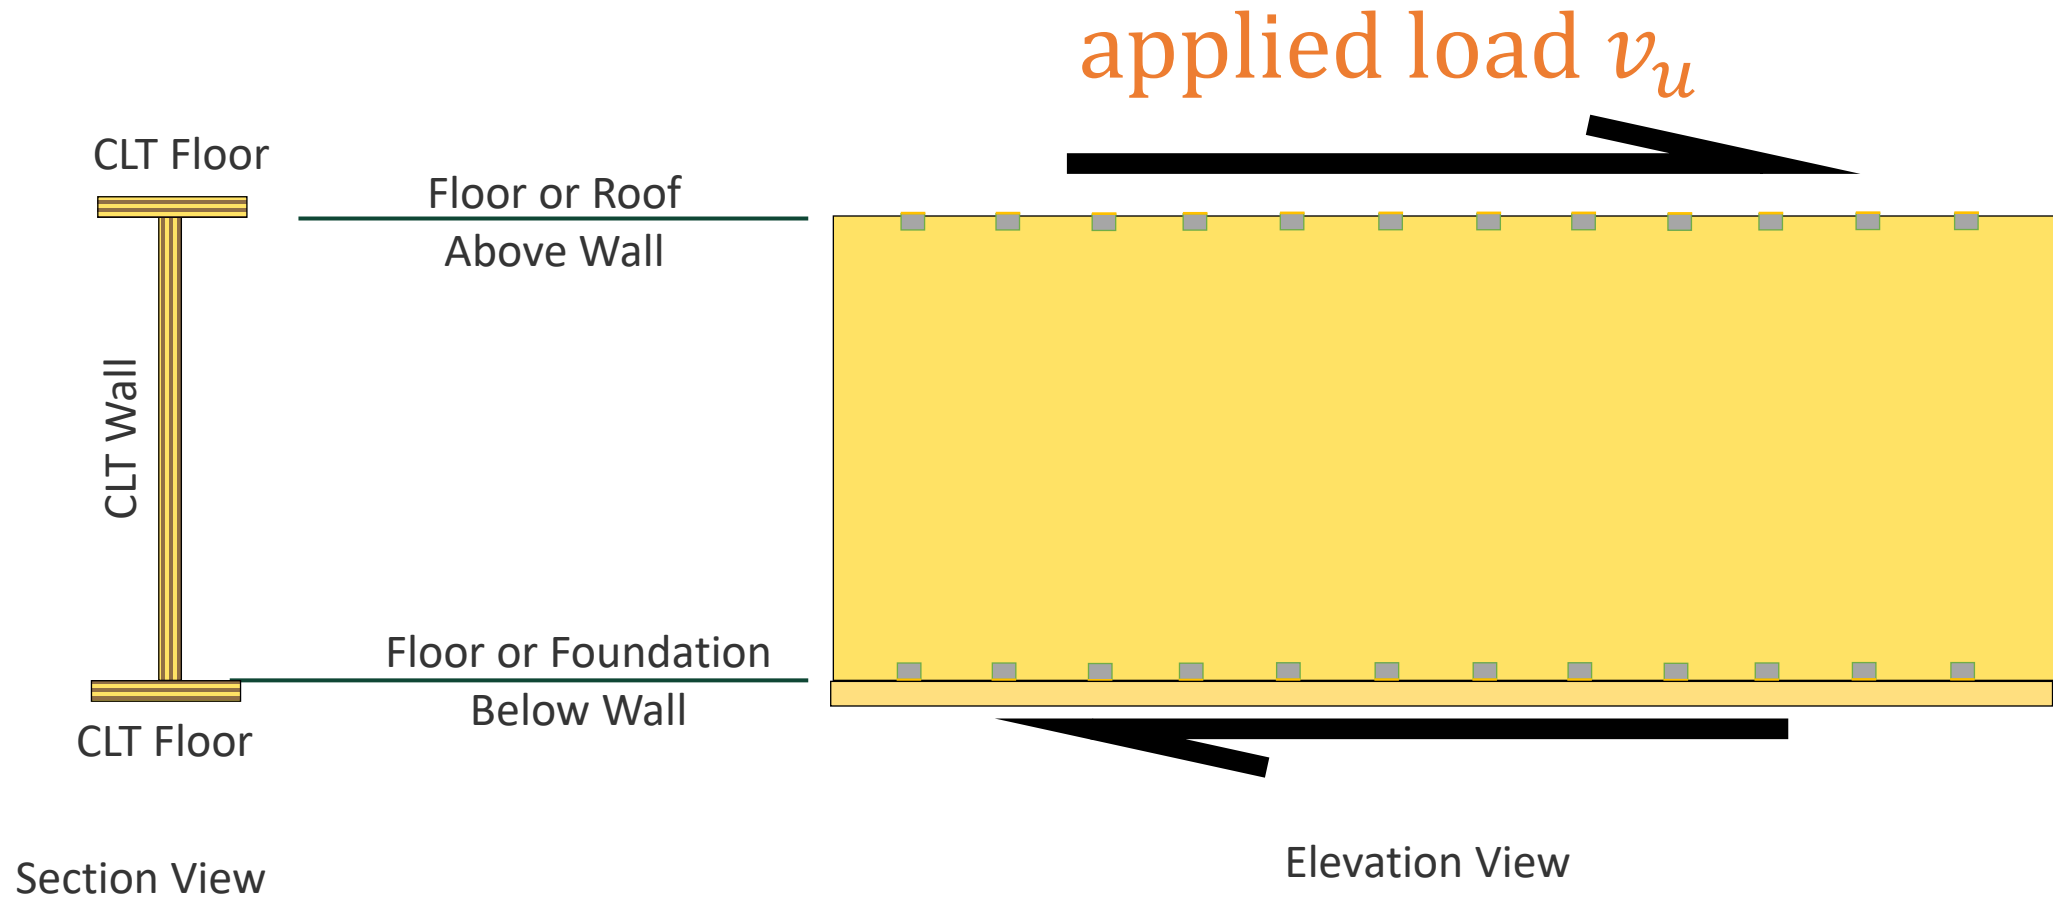 applied load v_u
CLT Floor
Floor or Roof
Above Wall
CLT Wall
Floor or Foundation
Below Wall
CLT Floor
Section View
Elevation View